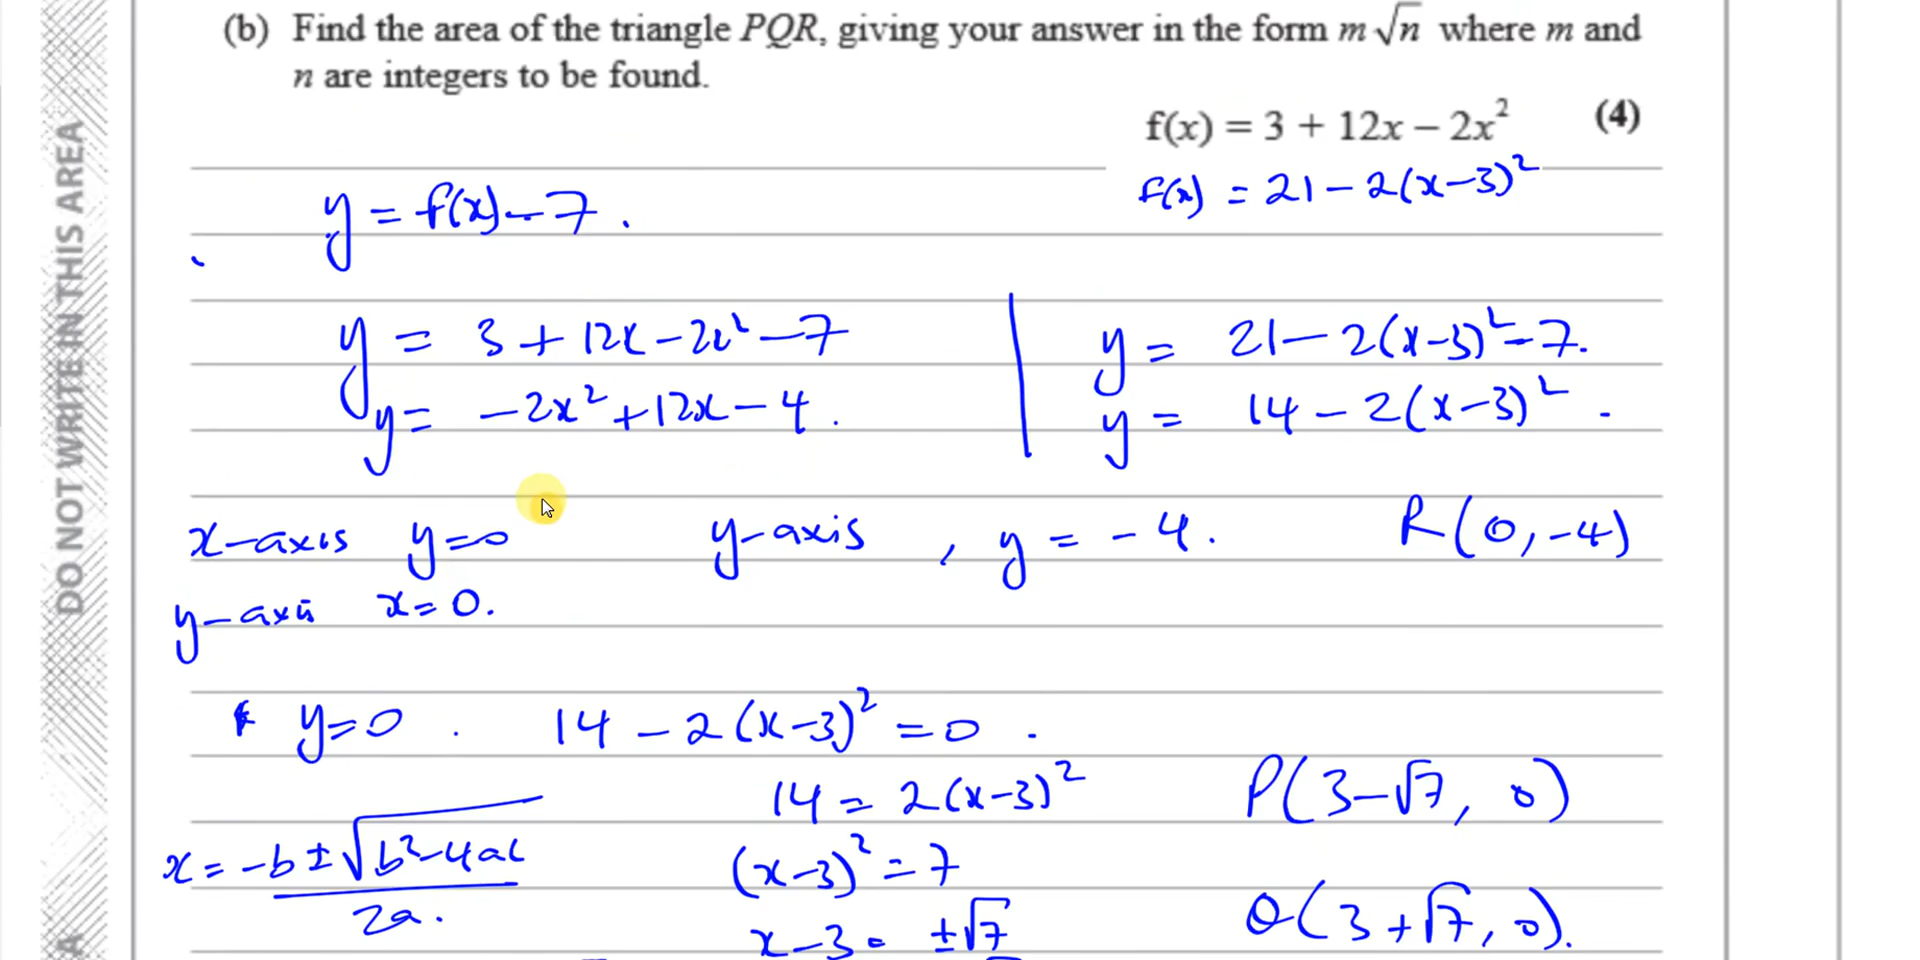 (b) Find the area of the triangle PQR, giving your answer in the form m√n where m and
n are integers to be found.
f(x) = 3 + 12x − 2x² (4)
f(x) = 21 − 2(x−3)²
y = f(x) − 7.
y = 3 + 12x − 2x² − 7
y = 21 − 2(x−3)² − 7.
y = −2x² + 12x − 4.
y = 14 − 2(x−3)².
x-axis y=0 y-axis, y = −4. R(0,−4)
y-axis x=0.
y=0. 14 − 2(x−3)² = 0.
14 = 2(x−3)²
P(3−√7, 0)
x = −b ± √b²−4ac / 2a.
(x−3)² = 7
x−3 = ±√7
Q(3+√7, 0).
DO NOT WRITE IN THIS AREA
A